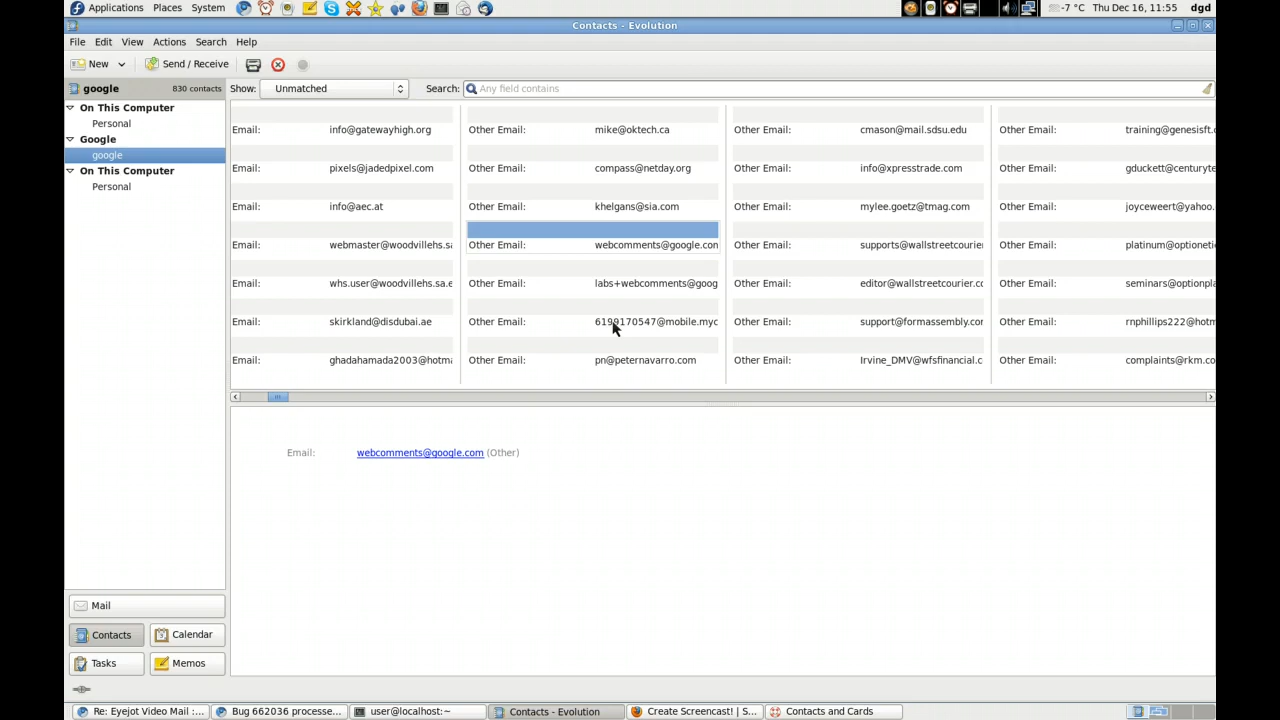 Applications Places System -7 °C Thu Dec 16, 11:55 dgd
Contacts - Evolution
File Edit View Actions Search Help
New Send / Receive
google 830 contacts Show: Unmatched Search: Any field contains
On This Computer
Personal
Google
google
On This Computer
Personal
Email: info@gatewayhigh.org Other Email: mike@oktech.ca Other Email: cmason@mail.sdsu.edu Other Email: training@genesisft.c
Email: pixels@jadedpixel.com Other Email: compass@netday.org Other Email: info@xpresstrade.com Other Email: gduckett@centuryte
Email: info@aec.at Other Email: khelgans@sia.com Other Email: mylee.goetz@tmag.com Other Email: joyceweert@yahoo.
Email: webmaster@woodvillehs.sa Other Email: webcomments@google.com Other Email: supports@wallstreetcourier Other Email: platinum@optioneti
Email: whs.user@woodvillehs.sa.e Other Email: labs+webcomments@goog Other Email: editor@wallstreetcourier.cc Other Email: seminars@optionpla
Email: skirkland@disdubai.ae Other Email: 6199170547@mobile.myc Other Email: support@formassembly.cor Other Email: rnphillips222@hotm
Email: ghadahamada2003@hotma Other Email: pn@peternavarro.com Other Email: Irvine_DMV@wfsfinancial.c Other Email: complaints@rkm.co
Email: webcomments@google.com (Other)
Mail
Contacts Calendar
Tasks Memos
Re: Eyejot Video Mail :... Bug 662036 processe... user@localhost:~ Contacts - Evolution Create Screencast! | S... Contacts and Cards